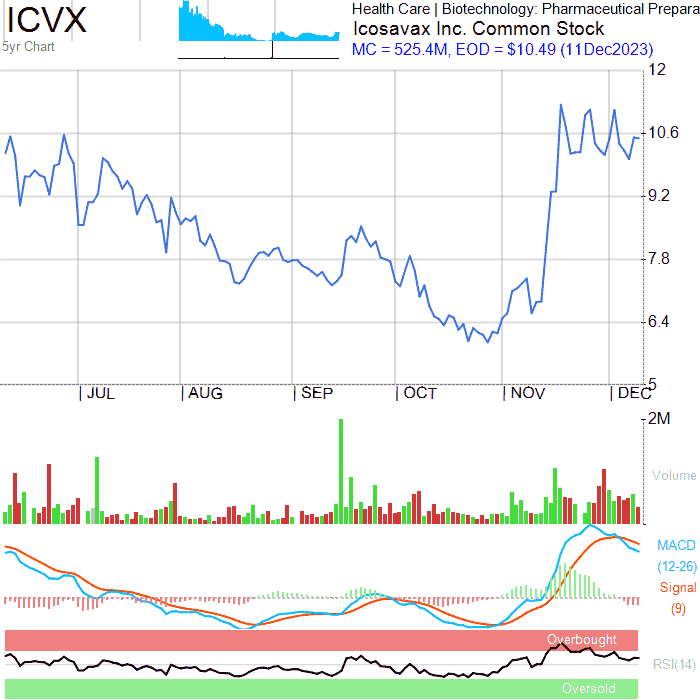 ICVX
5yr Chart
Health Care | Biotechnology: Pharmaceutical Prepara
Icosavax Inc. Common Stock
MC = 525.4M, EOD = $10.49 (11Dec2023)
12
10.6
9.2
7.8
6.4
5
| JUL
| AUG
| SEP
| OCT
| NOV
| DEC
2M
Volume
MACD
(12-26)
Signal
(9)
Overbought
RSI(14)
Oversold